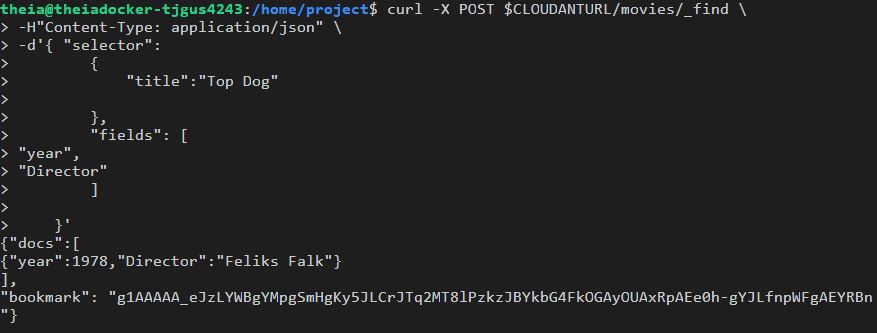 theia@theiadocker-tjgus4243:/home/project$ curl -X POST $CLOUDANTURL/movies/_find \
> -H"Content-Type: application/json" \
> -d'{ "selector":
>         {
>             "title":"Top Dog"
>
>         },
>         "fields": [
> "year",
> "Director"
>         ]
>
>     }'
{"docs":[
{"year":1978,"Director":"Feliks Falk"}
],
"bookmark": "g1AAAAA_eJzLYWBgYMpgSmHgKy5JLCrJTq2MT8lPzkzJBYkbG4FkOGAyOUAxRpAEe0h-gYJLfnpWFgAEYRBn
"}